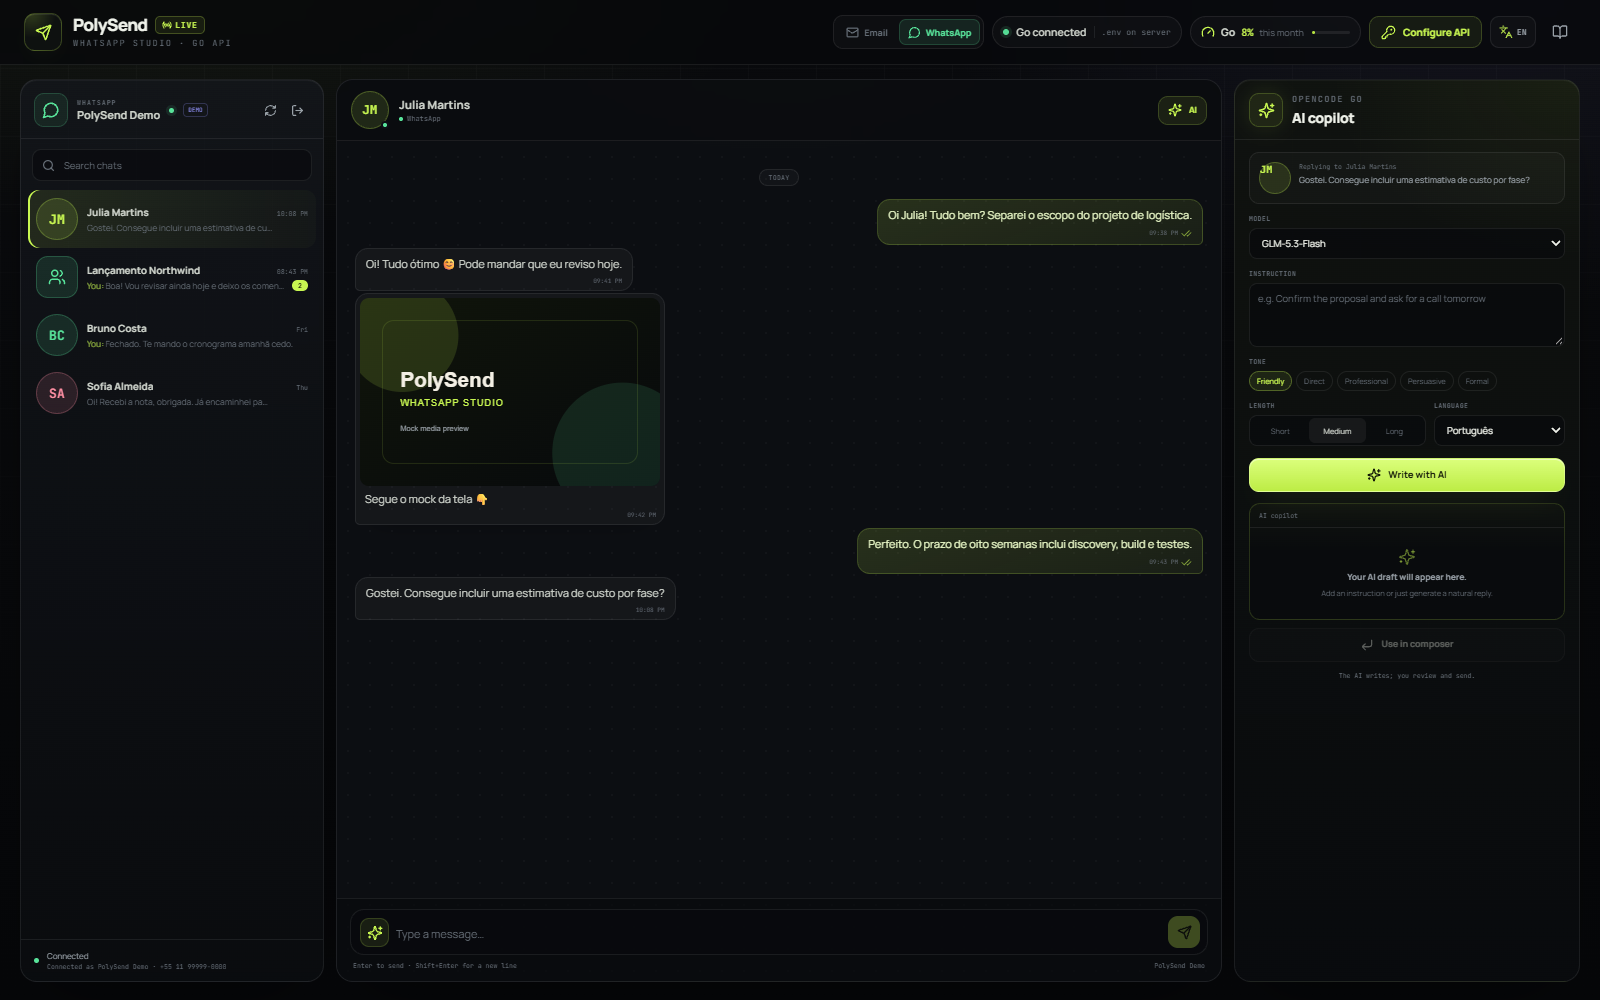 PolySend
LIVE
WHATSAPP STUDIO · GO API
Email
WhatsApp
Go connected
.env on server
Go 8% this month
Configure API
EN
WHATSAPP
PolySend Demo
DEMO
Search chats
JM
Julia Martins
10:08 PM
Gostei. Consegue incluir uma estimativa de cu...
Lançamento Northwind
08:43 PM
You: Boa! Vou revisar ainda hoje e deixo os comen...
2
BC
Bruno Costa
Fri
You: Fechado. Te mando o cronograma amanhã cedo.
SA
Sofia Almeida
Thu
Oi! Recebi a nota, obrigada. Já encaminhei pa...
Connected
Connected as PolySend Demo · +55 11 99999-0000
JM
Julia Martins
WhatsApp
AI
TODAY
Oi Julia! Tudo bem? Separei o escopo do projeto de logística.
09:38 PM
Oi! Tudo ótimo 😄 Pode mandar que eu reviso hoje.
09:41 PM
PolySend
WHATSAPP STUDIO
Mock media preview
Segue o mock da tela 👇
09:42 PM
Perfeito. O prazo de oito semanas inclui discovery, build e testes.
09:43 PM
Gostei. Consegue incluir uma estimativa de custo por fase?
10:08 PM
Type a message...
Enter to send · Shift+Enter for a new line
PolySend Demo
OPENCODE GO
AI copilot
JM
Replying to Julia Martins
Gostei. Consegue incluir uma estimativa de custo por fase?
MODEL
GLM-5.3-Flash
INSTRUCTION
e.g. Confirm the proposal and ask for a call tomorrow
TONE
Friendly
Direct
Professional
Persuasive
Formal
LENGTH
Short
Medium
Long
LANGUAGE
Português
Write with AI
AI copilot
Your AI draft will appear here.
Add an instruction or just generate a natural reply.
Use in composer
The AI writes; you review and send.